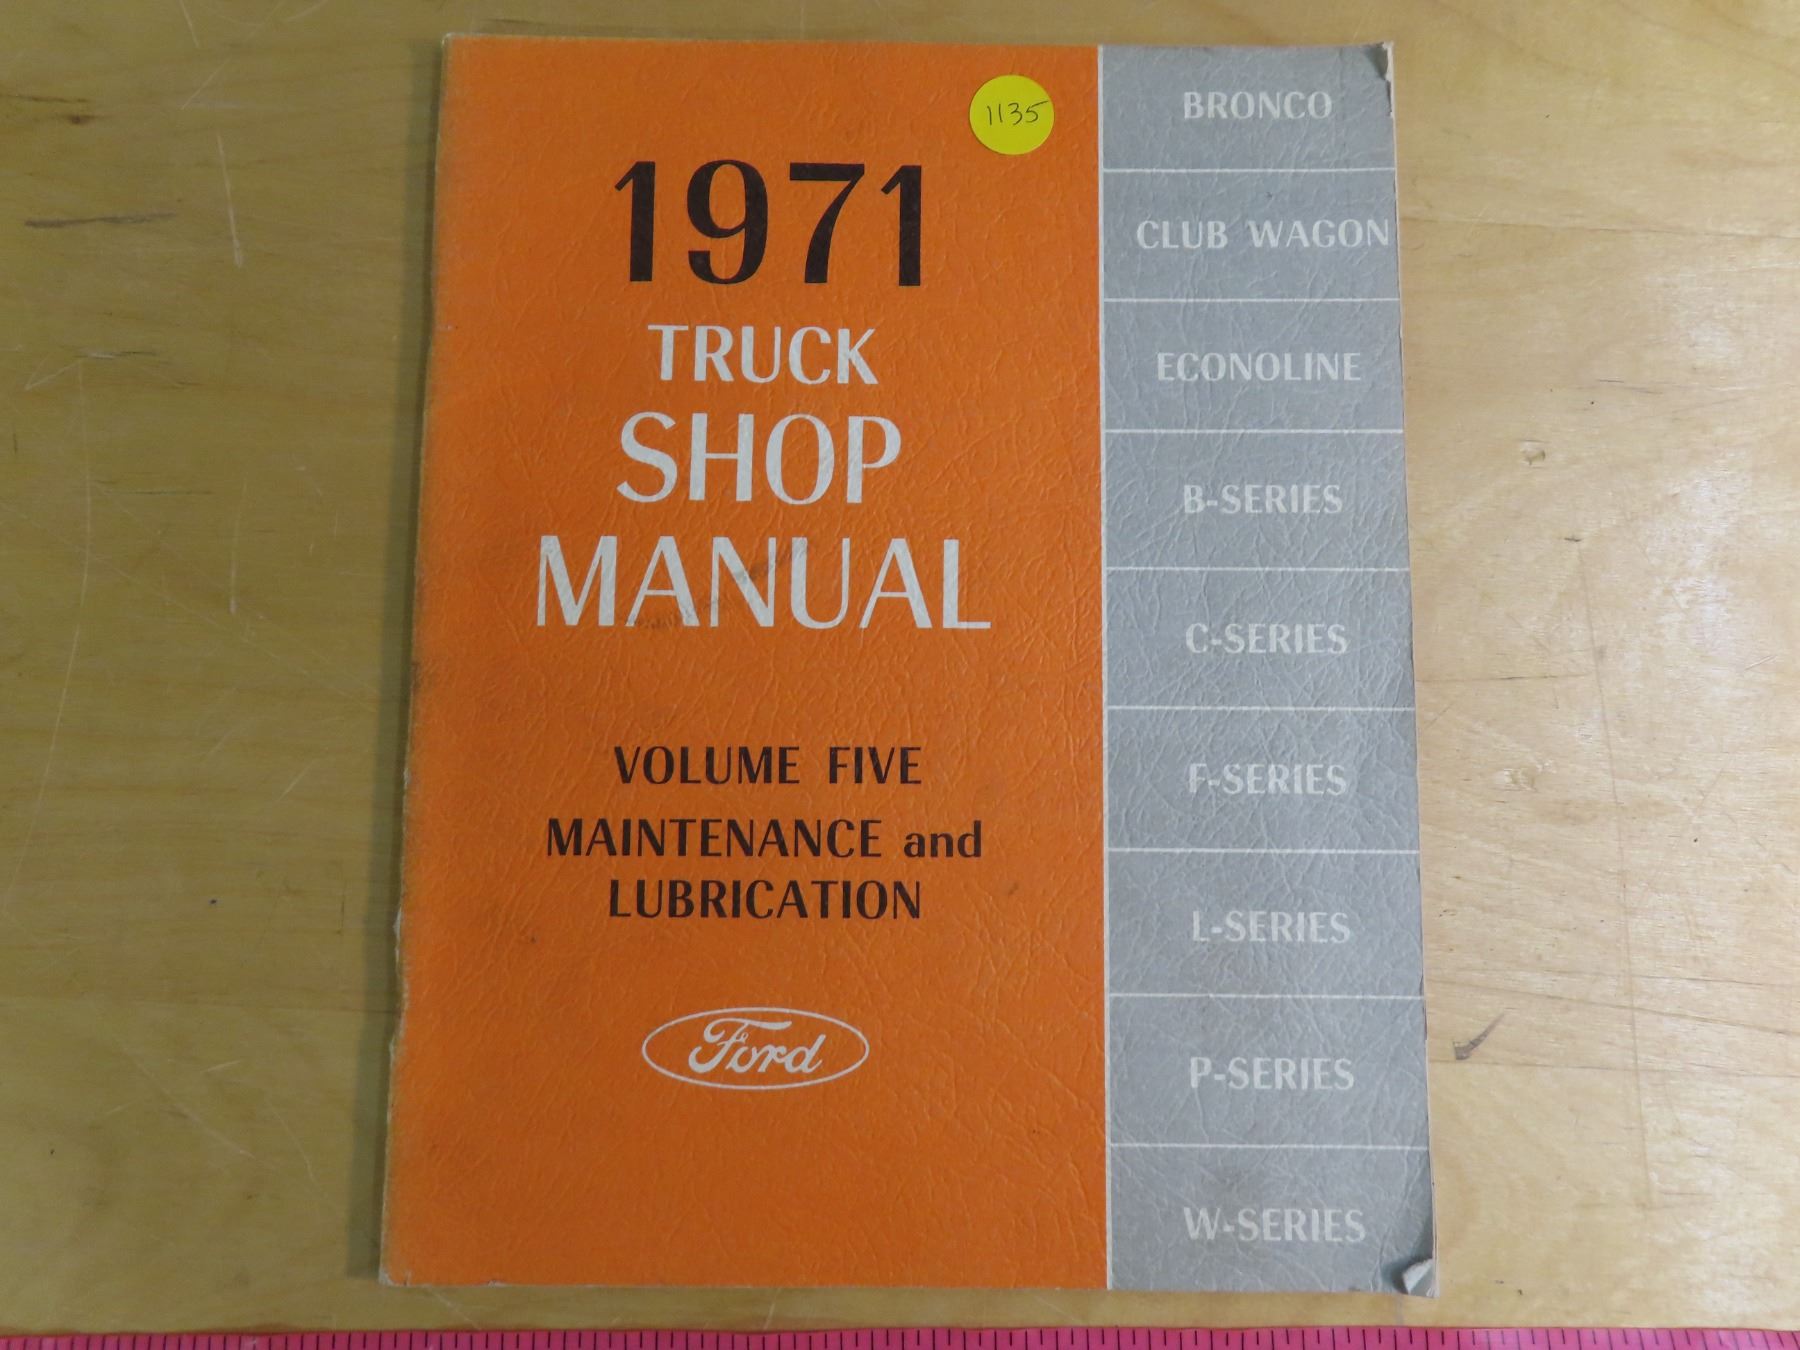 1135
1971
TRUCK
SHOP
MANUAL
VOLUME FIVE
MAINTENANCE and
LUBRICATION
Ford
BRONCO
CLUB WAGON
ECONOLINE
B-SERIES
C-SERIES
F-SERIES
L-SERIES
P-SERIES
W-SERIES